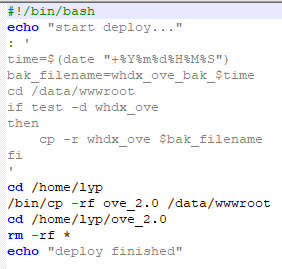 #!/bin/bash
echo "start deploy..."
: '
time=$(date "+%Y%m%d%H%M%S")
bak_filename=whdx_ove_bak_$time
cd /data/wwwroot
if test -d whdx_ove
then
    cp -r whdx_ove $bak_filename
fi
'
cd /home/lyp
/bin/cp -rf ove_2.0 /data/wwwroot
cd /home/lyp/ove_2.0
rm -rf *
echo "deploy finished"